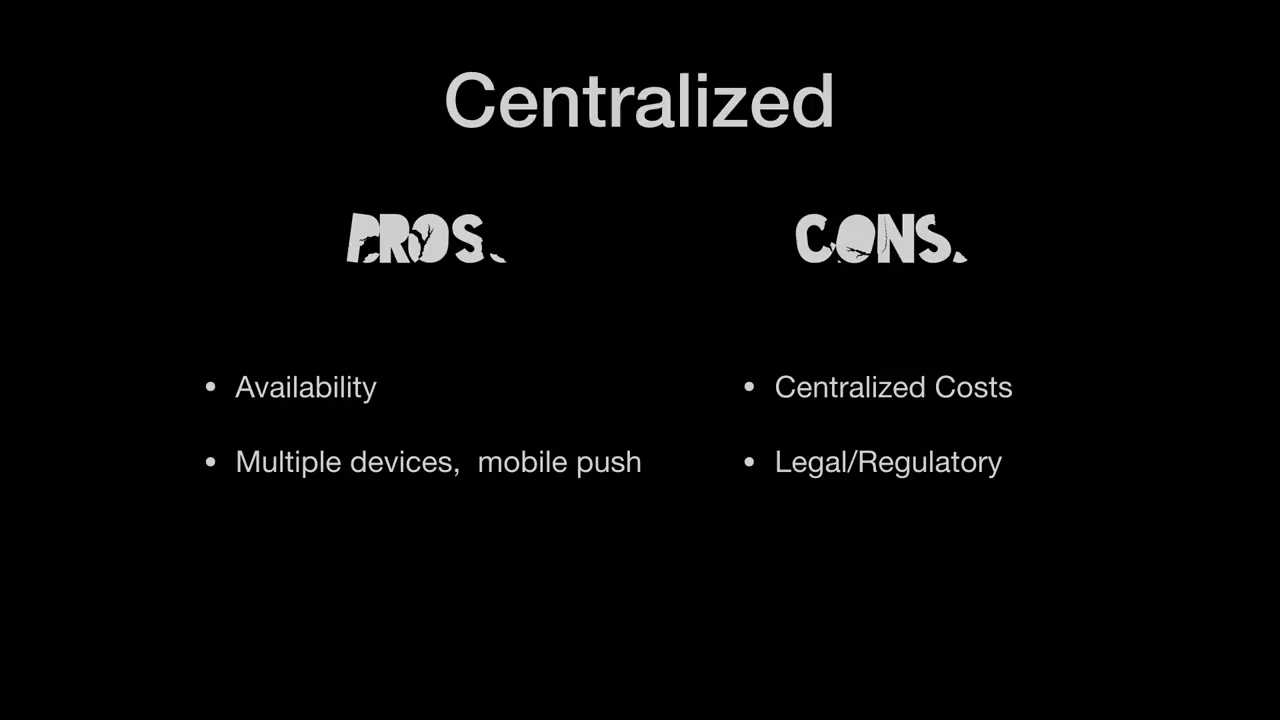 Centralized
PROS.
CONS.
• Availability
• Multiple devices,  mobile push
• Centralized Costs
• Legal/Regulatory